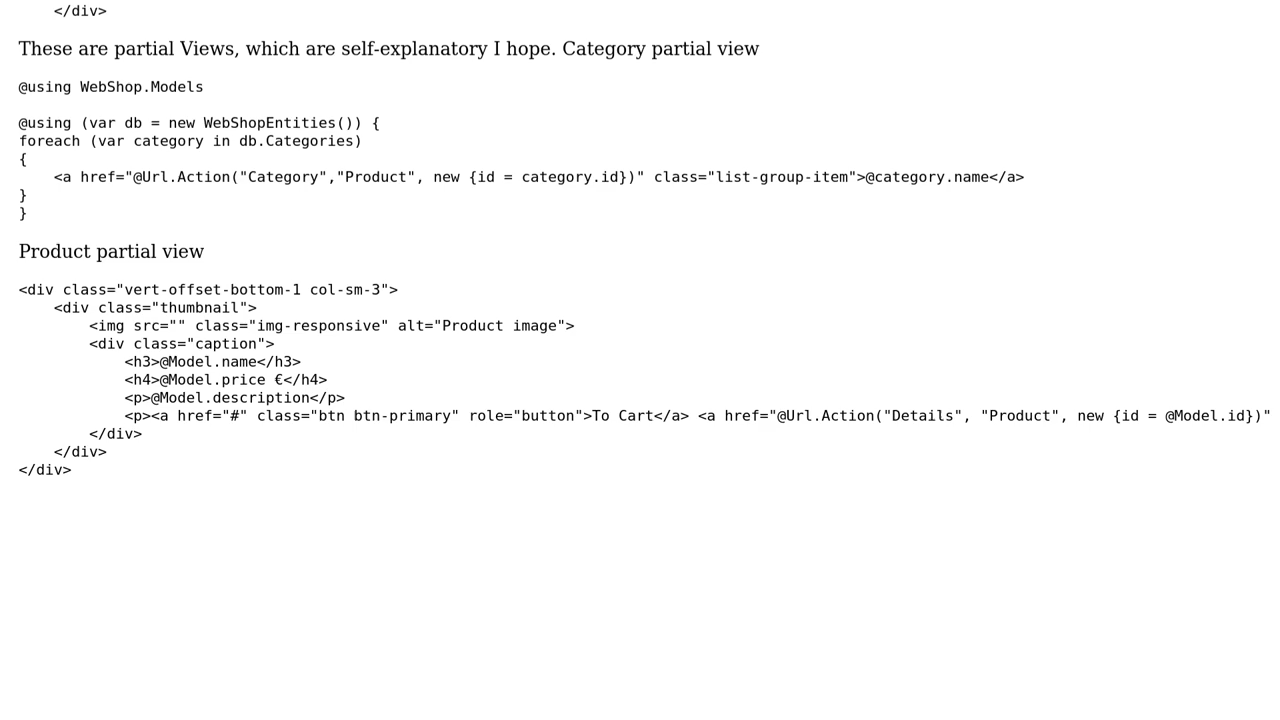 </div>
These are partial Views, which are self-explanatory I hope. Category partial view
@using WebShop.Models
@using (var db = new WebShopEntities()) {
foreach (var category in db.Categories)
{
    <a href="@Url.Action("Category","Product", new {id = category.id})" class="list-group-item">@category.name</a>
}
}
Product partial view
<div class="vert-offset-bottom-1 col-sm-3">
    <div class="thumbnail">
        <img src="" class="img-responsive" alt="Product image">
        <div class="caption">
            <h3>@Model.name</h3>
            <h4>@Model.price €</h4>
            <p>@Model.description</p>
            <p><a href="#" class="btn btn-primary" role="button">To Cart</a> <a href="@Url.Action("Details", "Product", new {id = @Model.id})"
        </div>
    </div>
</div>